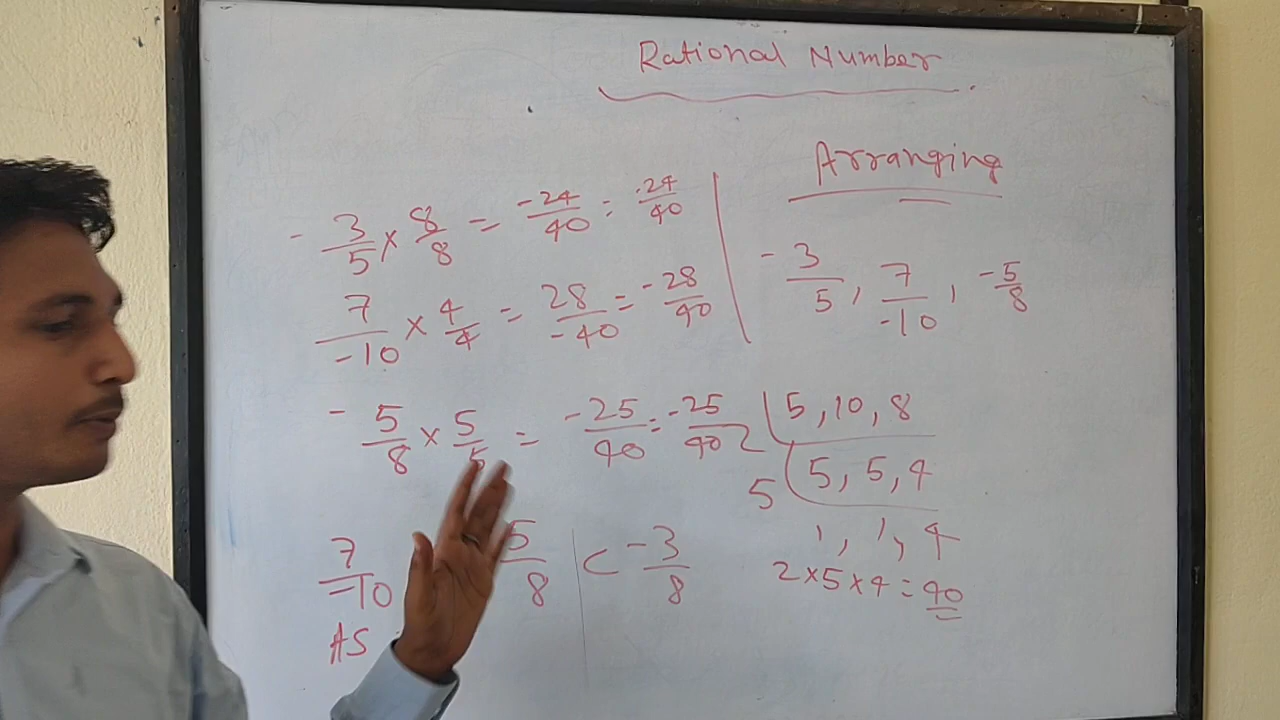 Rational Number
Arranging
- 3/5 × 8/8 = -24/40 = -24/40
7/-10 × 4/4 = 28/-40 = -28/40
- 5/8 × 5/5 = -25/40 = -25/40
7/-10 5/8 < -3/8
AS
-3/5, 7/-10, -5/8
2 | 5, 10, 8
5 | 5, 5, 4
1, 1, 4
2×5×4 = 40